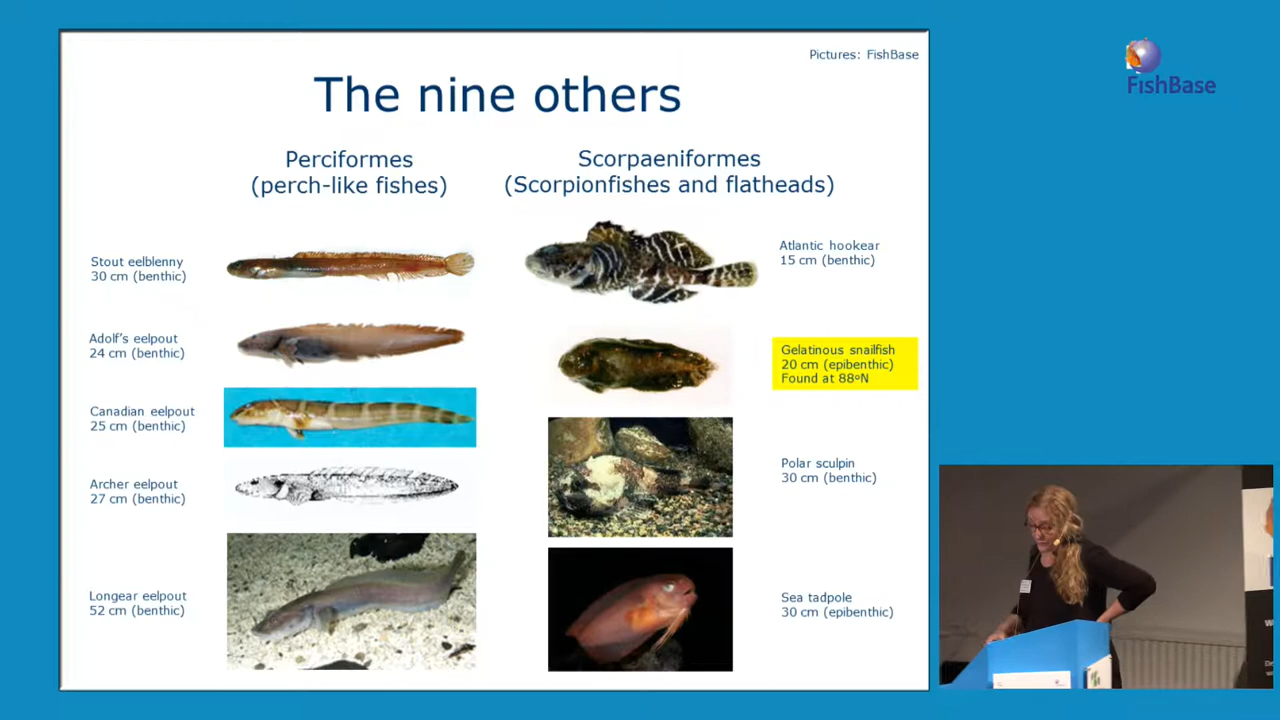 Pictures: FishBase
FishBase
The nine others
Perciformes
(perch-like fishes)
Scorpaeniformes
(Scorpionfishes and flatheads)
Stout eelblenny
30 cm (benthic)
Adolf's eelpout
24 cm (benthic)
Canadian eelpout
25 cm (benthic)
Archer eelpout
27 cm (benthic)
Longear eelpout
52 cm (benthic)
Atlantic hookear
15 cm (benthic)
Gelatinous snailfish
20 cm (epibenthic)
Found at 88ºN
Polar sculpin
30 cm (benthic)
Sea tadpole
30 cm (epibenthic)